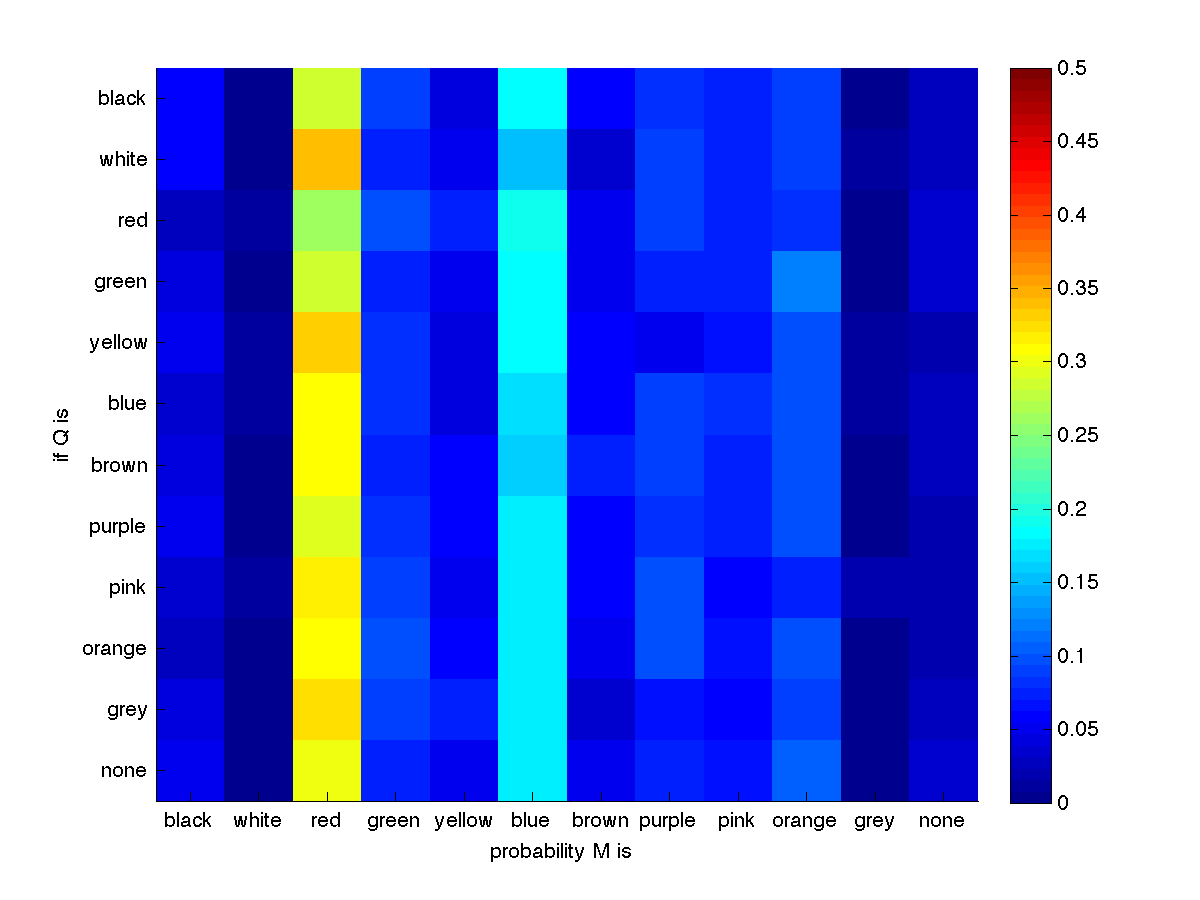 black
white
red
green
yellow
blue
brown
purple
pink
orange
grey
none
if Q is
black white red green yellow blue brown purple pink orange grey none
probability M is
0.5
0.45
0.4
0.35
0.3
0.25
0.2
0.15
0.1
0.05
0